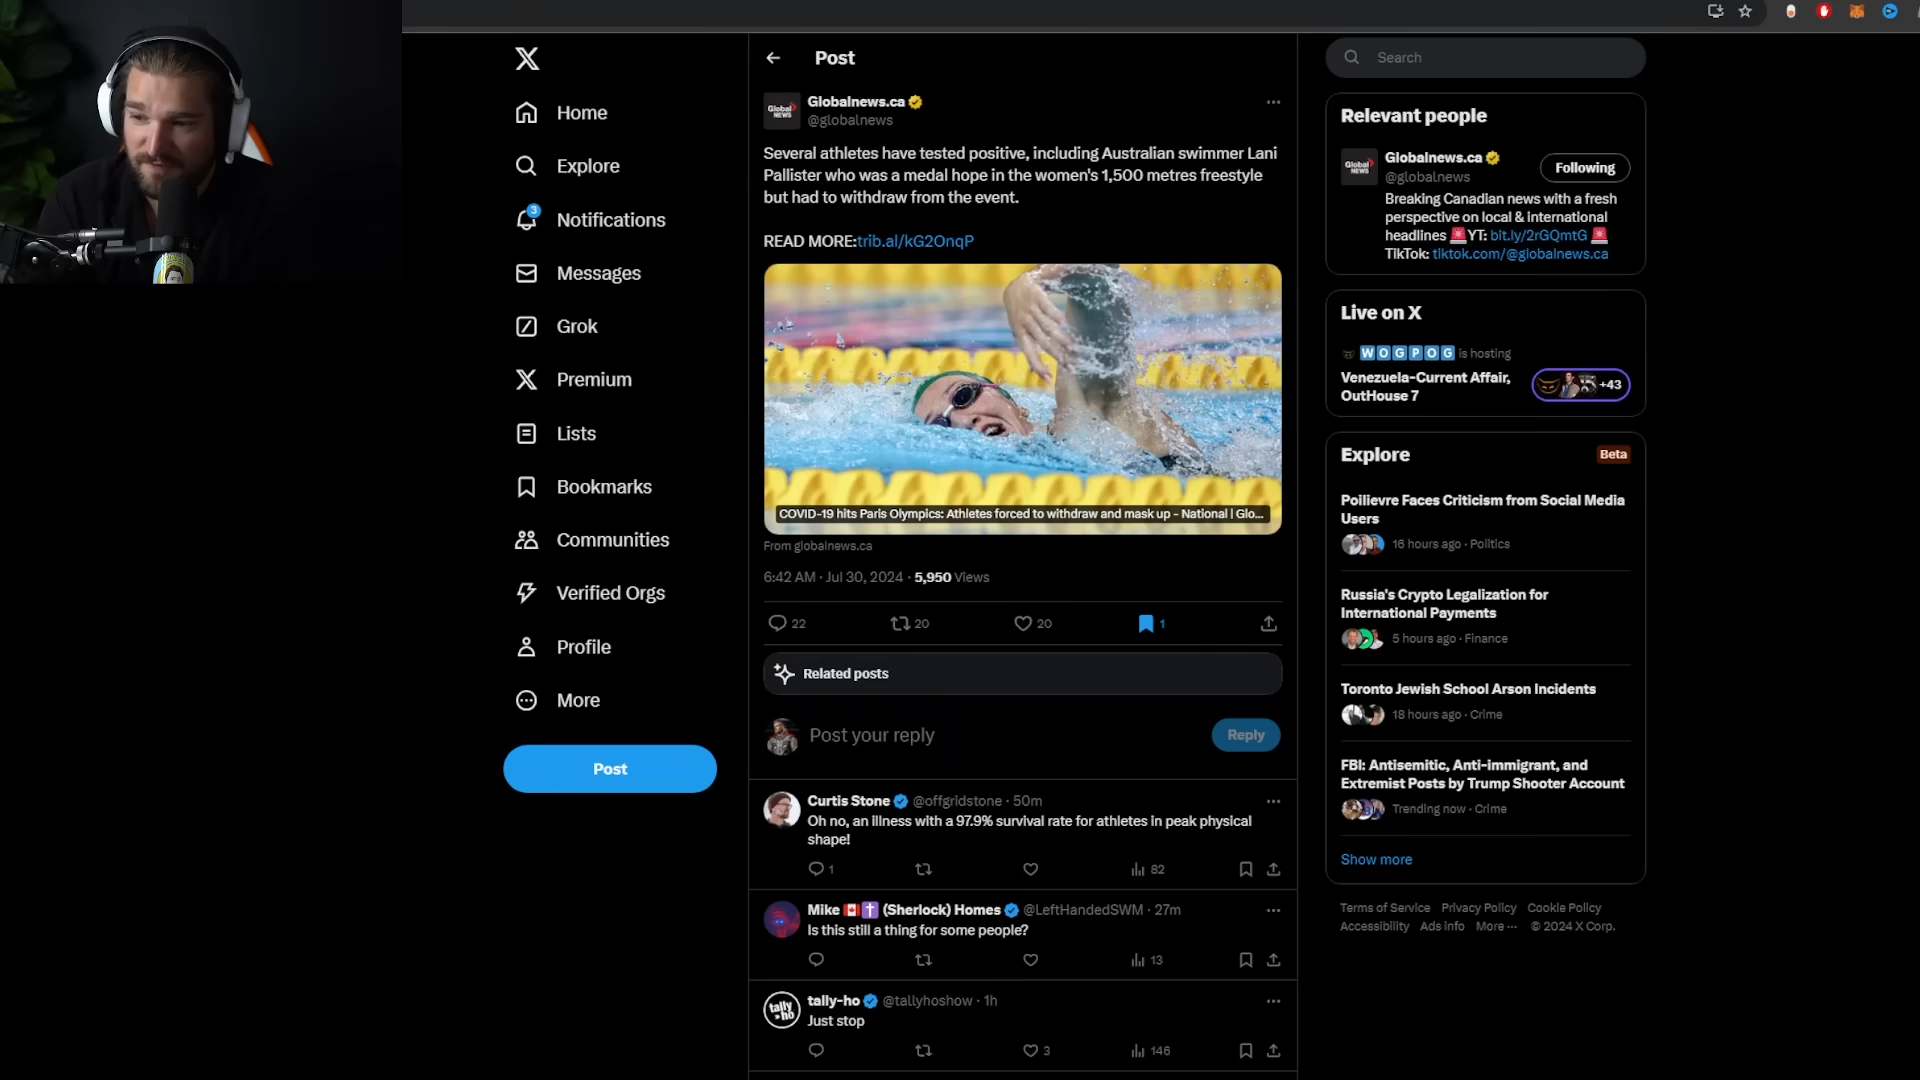 Home
Explore
3
Notifications
Messages
Grok
Premium
Lists
Bookmarks
Communities
Verified Orgs
Profile
More
Post
Post
Global NEWS
Globalnews.ca
@globalnews
Several athletes have tested positive, including Australian swimmer Lani
Pallister who was a medal hope in the women's 1,500 metres freestyle
but had to withdraw from the event.
READ MORE:trib.al/kG2OnqP
COVID-19 hits Paris Olympics: Athletes forced to withdraw and mask up - National | Glo...
From globalnews.ca
6:42 AM · Jul 30, 2024 · 5,950 Views
22 20 20 1
Related posts
Post your reply
Reply
Curtis Stone @offgridstone · 50m
Oh no, an illness with a 97.9% survival rate for athletes in peak physical
shape!
1 82
Mike 🇨🇦✝️ (Sherlock) Homes @LeftHandedSWM · 27m
Is this still a thing for some people?
13
tally-ho
tally-ho @tallyhoshow · 1h
Just stop
3 146
Search
Relevant people
Global NEWS
Globalnews.ca
@globalnews
Following
Breaking Canadian news with a fresh
perspective on local & international
headlines 🚨YT: bit.ly/2rGQmtG 🚨
TikTok: tiktok.com/@globalnews.ca
Live on X
WOGPOG is hosting
Venezuela-Current Affair,
OutHouse 7
+43
Explore
Beta
Poilievre Faces Criticism from Social Media
Users
16 hours ago · Politics
Russia's Crypto Legalization for
International Payments
5 hours ago · Finance
Toronto Jewish School Arson Incidents
18 hours ago · Crime
FBI: Antisemitic, Anti-immigrant, and
Extremist Posts by Trump Shooter Account
Trending now · Crime
Show more
Terms of Service Privacy Policy Cookie Policy
Accessibility Ads info More ··· © 2024 X Corp.